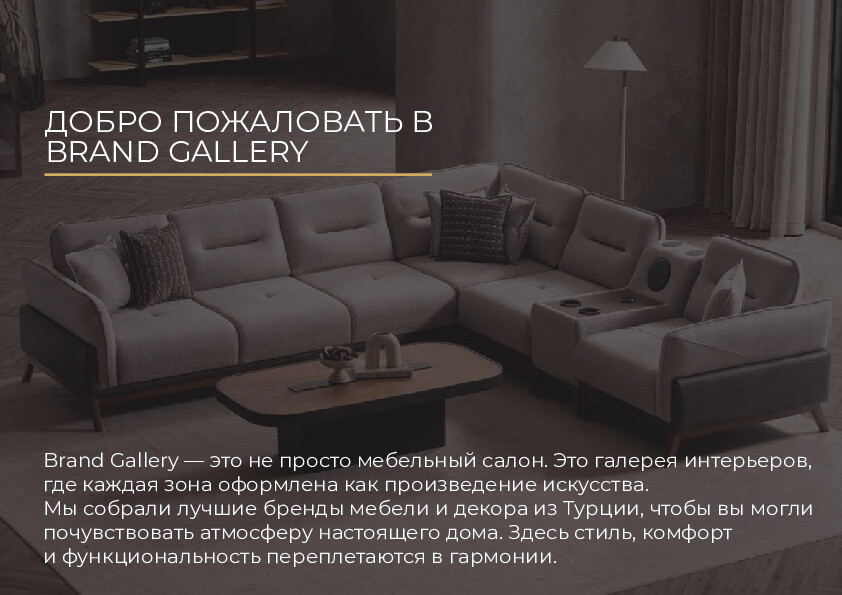 ДОБРО ПОЖАЛОВАТЬ В
BRAND GALLERY
Brand Gallery — это не просто мебельный салон. Это галерея интерьеров,
где каждая зона оформлена как произведение искусства.
Мы собрали лучшие бренды мебели и декора из Турции, чтобы вы могли
почувствовать атмосферу настоящего дома. Здесь стиль, комфорт
и функциональность переплетаются в гармонии.